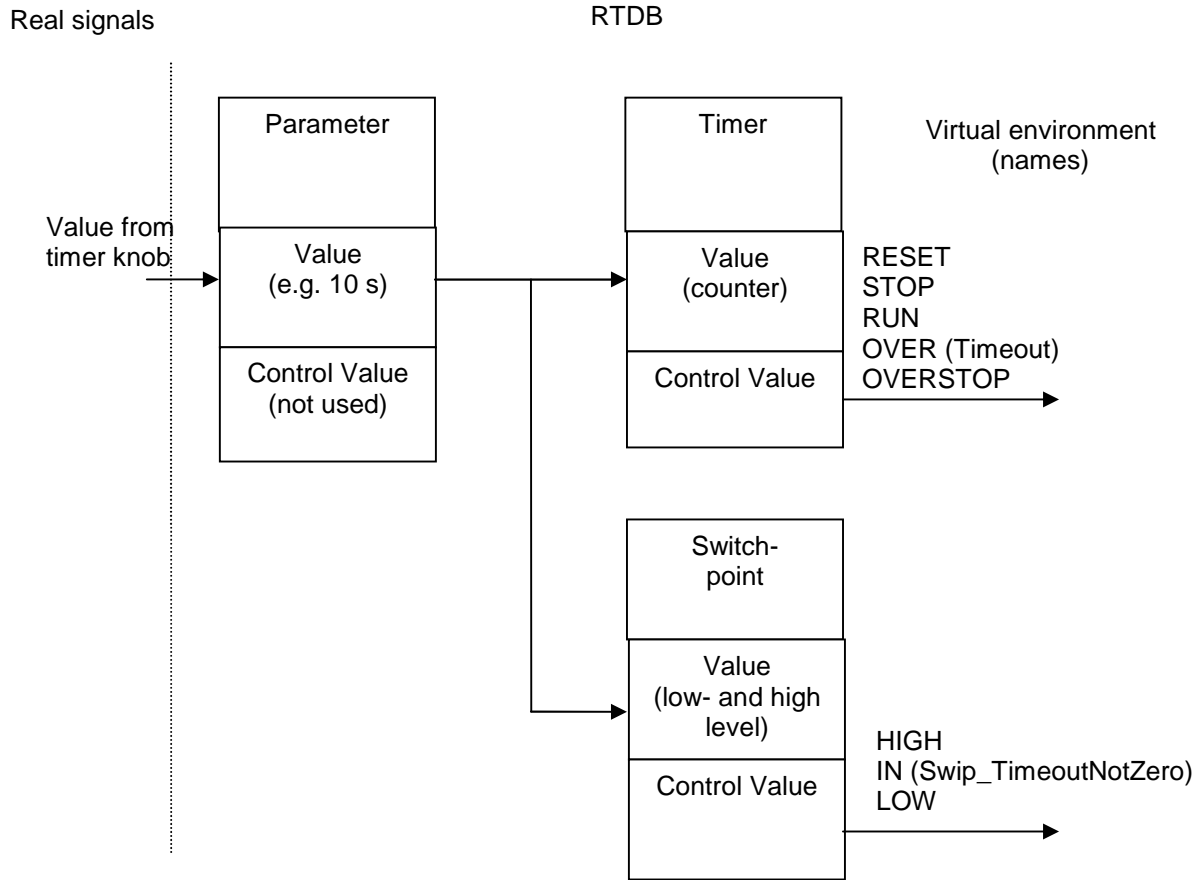 Real signals
RTDB
Parameter
Timer
Virtual environment
(names)
Value from
timer knob
Value
(e.g. 10 s)
Value
(counter)
RESET
STOP
RUN
OVER (Timeout)
OVERSTOP
Control Value
(not used)
Control Value
Switch-
point
Value
(low- and high
level)
HIGH
IN (Swip_TimeoutNotZero)
LOW
Control Value